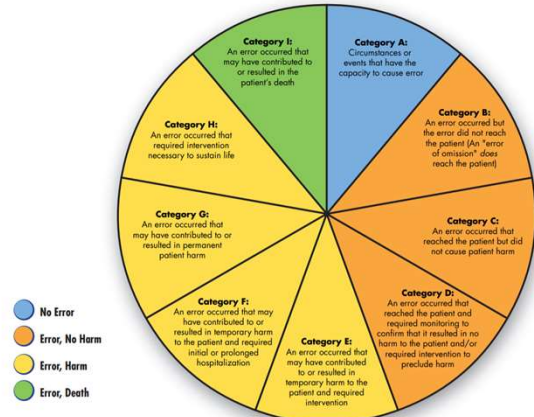 Category I:
An error occurred that
may have contributed to
or resulted in the
patient's death
Category A:
Circumstances or
events that have the
capacity to cause error
Category B:
An error occurred but
the error did not reach
the patient (An "error
of omission" does
reach the patient)
Category C:
An error occurred that
reached the patient but did
not cause patient harm
Category D:
An error occurred that
reached the patient and
required monitoring to
confirm that it resulted in no
harm to the patient and/or
required intervention to
preclude harm
Category E:
An error occurred that
may have contributed
to or resulted in
temporary harm to
the patient and
required intervention
Category F:
An error occurred that may
have contributed to or
resulted in temporary harm
to the patient and required
initial or prolonged
hospitalization
Category G:
An error occurred that
may have contributed to or
resulted in permanent
patient harm
Category H:
An error occurred that
required intervention
necessary to sustain life
No Error
Error, No Harm
Error, Harm
Error, Death